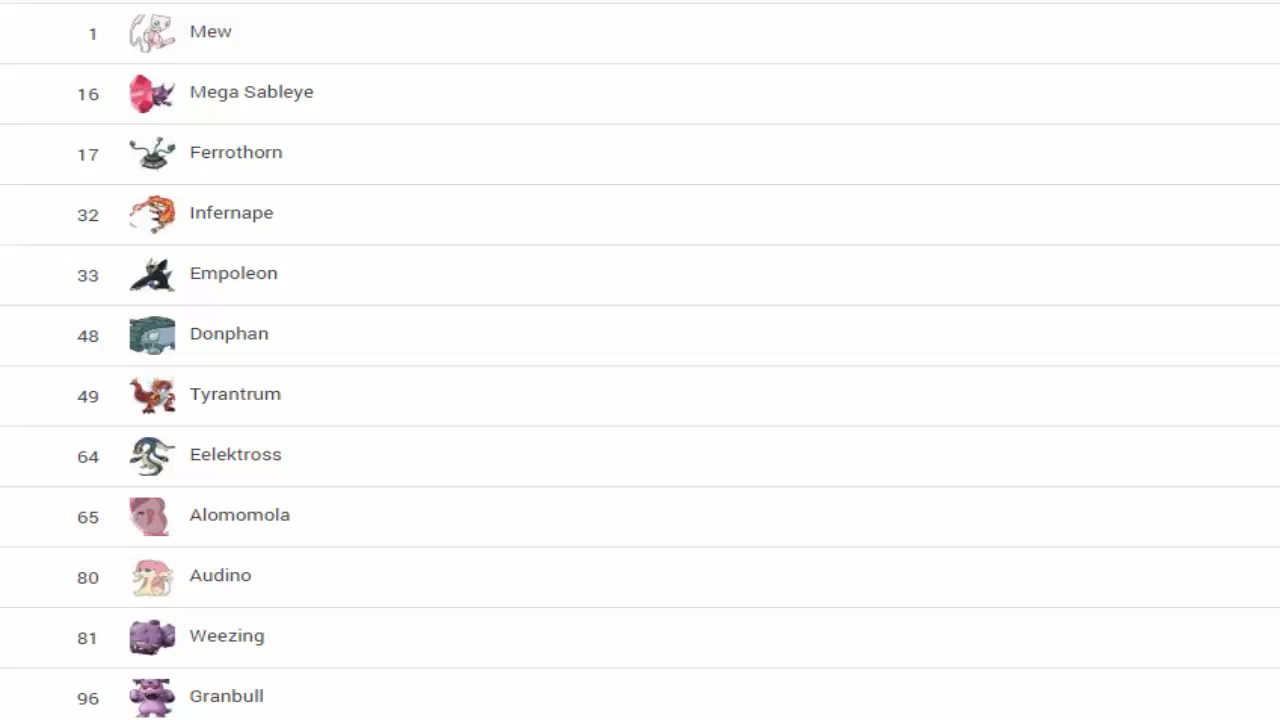 1 Mew
16 Mega Sableye
17 Ferrothorn
32 Infernape
33 Empoleon
48 Donphan
49 Tyrantrum
64 Eelektross
65 Alomomola
80 Audino
81 Weezing
96 Granbull